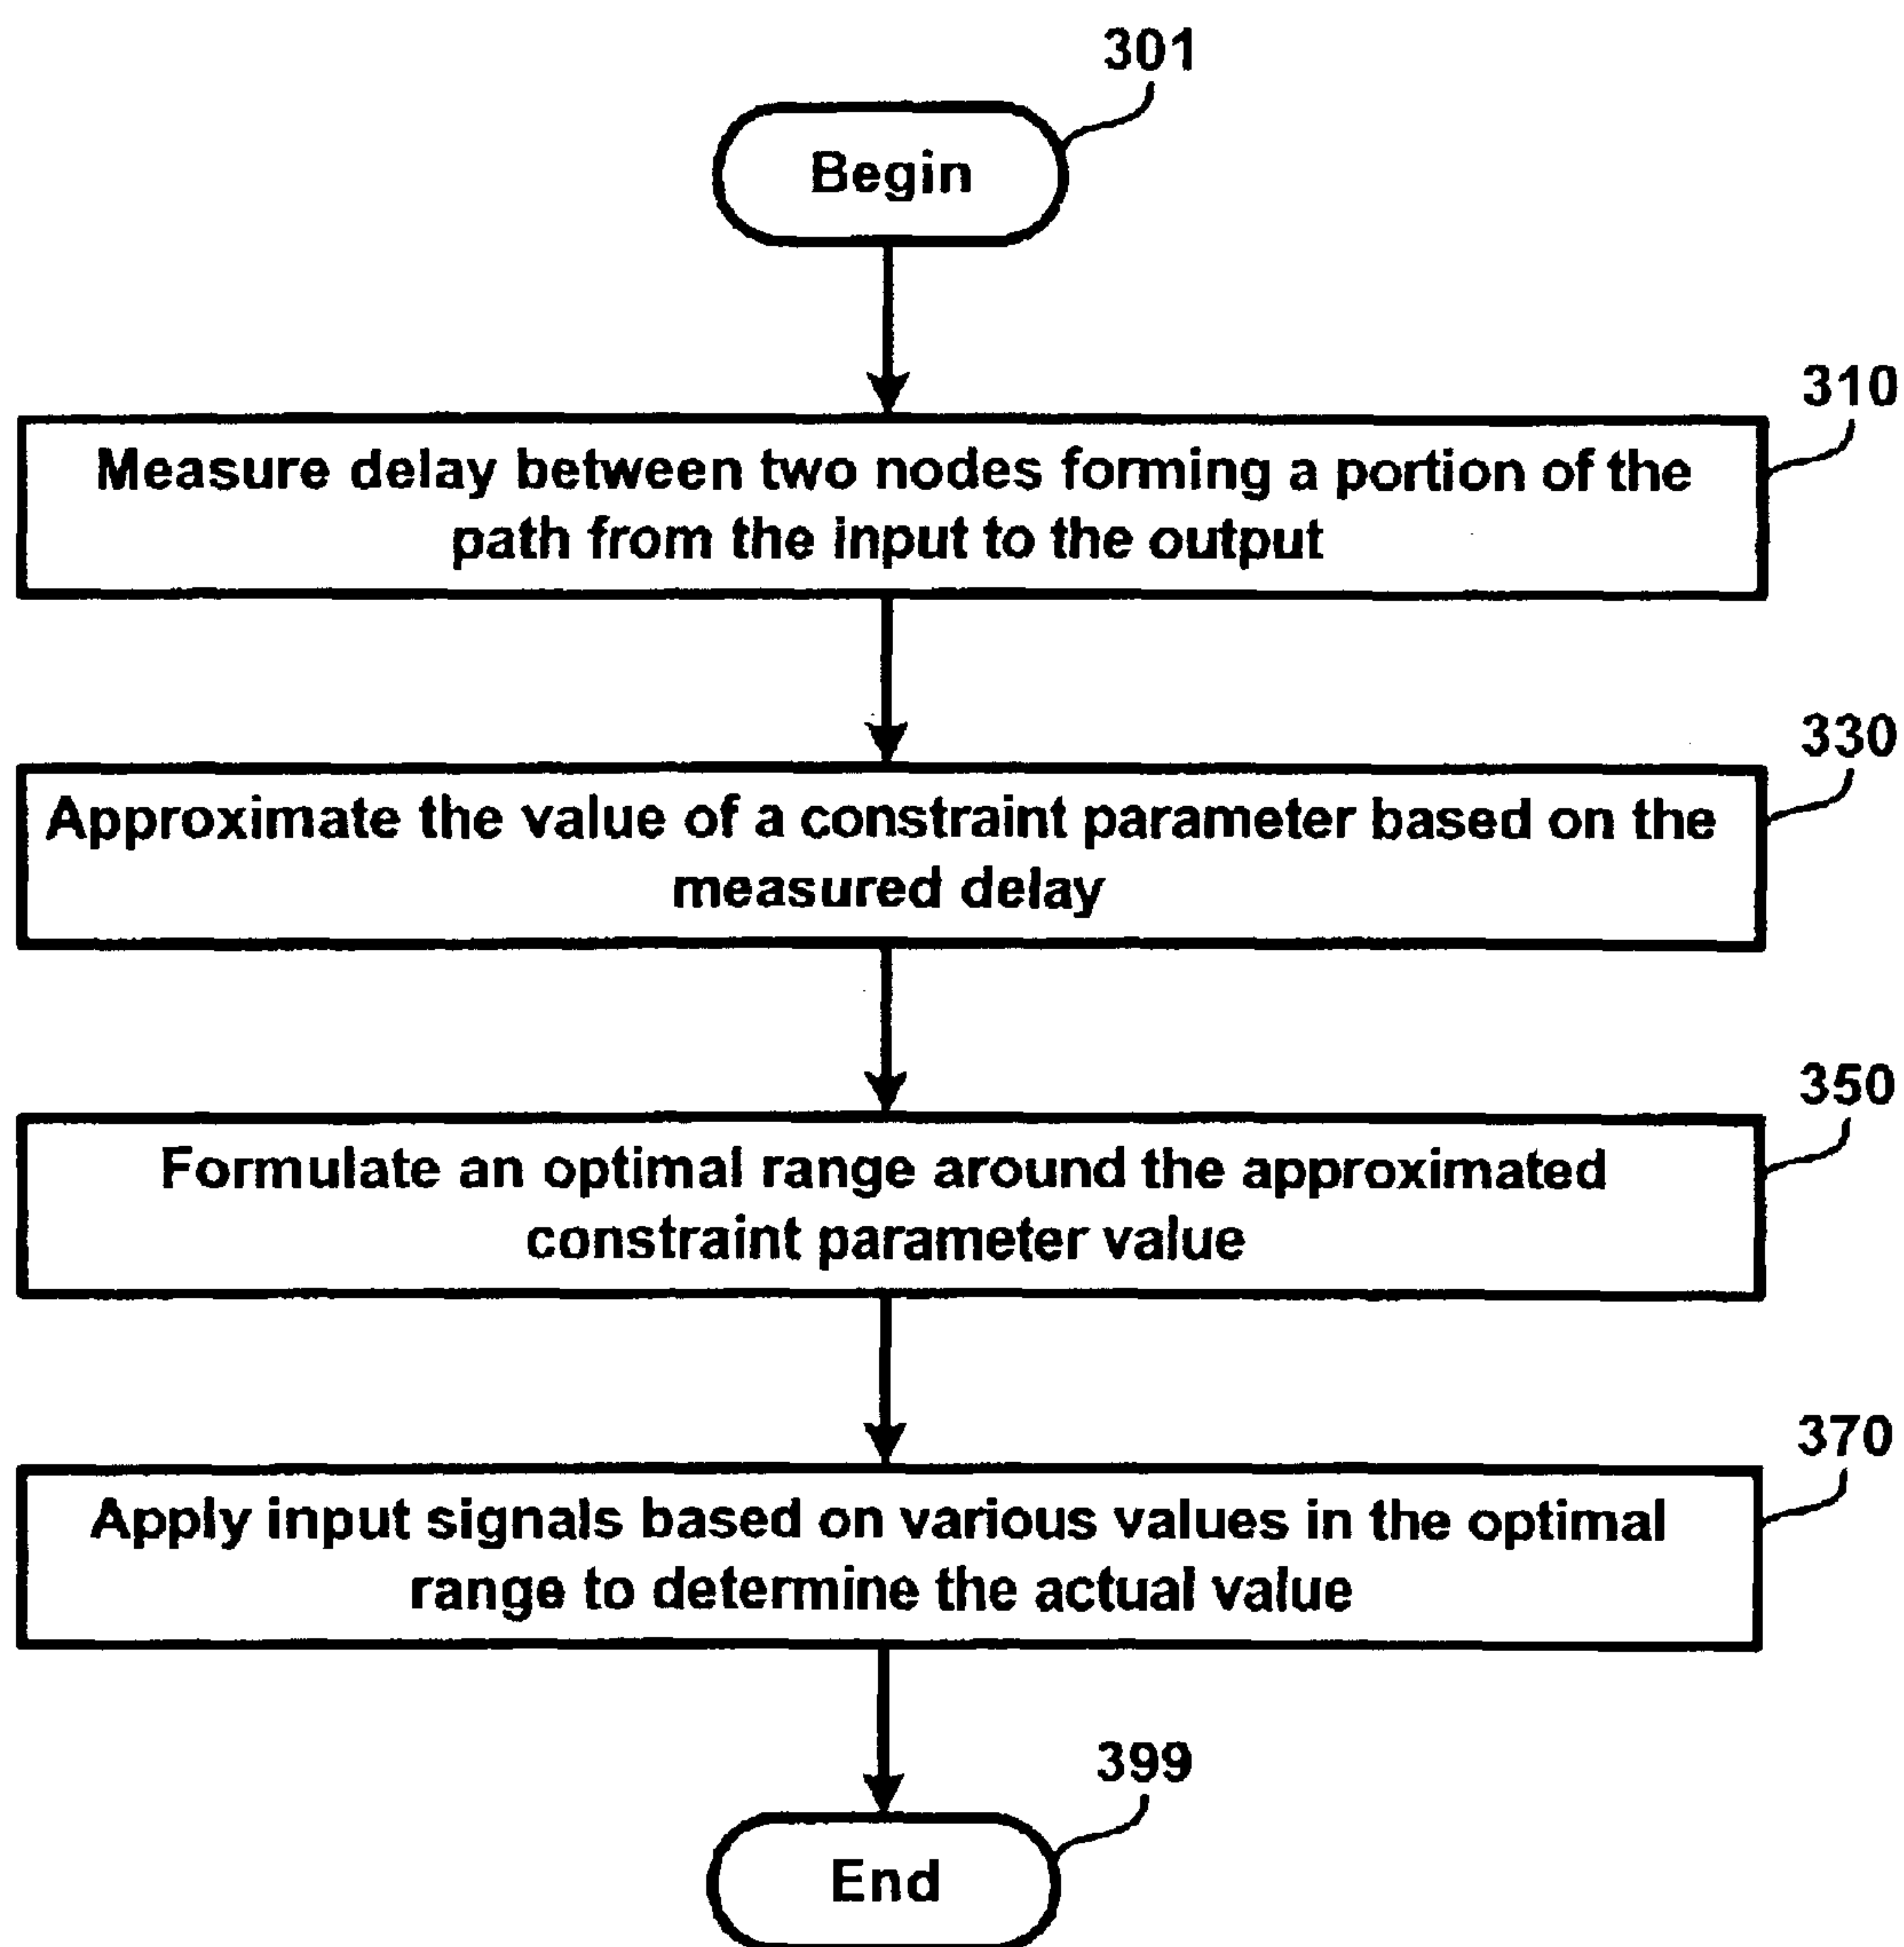 301
Begin
310
Measure delay between two nodes forming a portion of the
path from the input to the output
330
Approximate the value of a constraint parameter based on the
measured delay
350
Formulate an optimal range around the approximated
constraint parameter value
370
Apply input signals based on various values in the optimal
range to determine the actual value
399
End